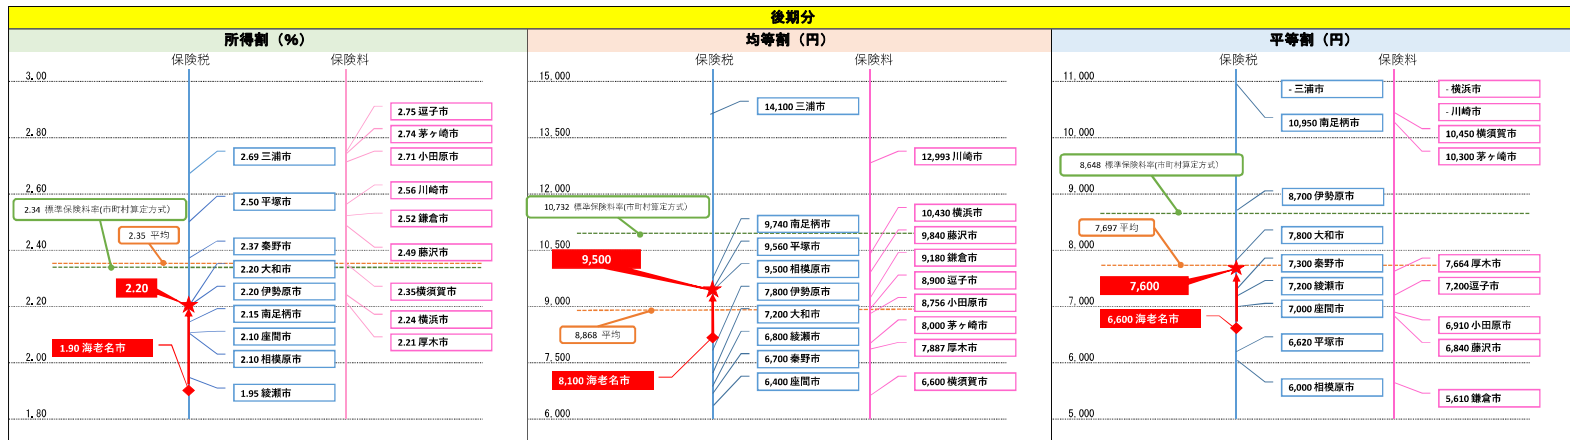 後期分
所得割（%）
保険税
保険料
3.00
2.80
2.60
2.40
2.20
2.00
1.80
2.69 三浦市
2.50 平塚市
2.37 秦野市
2.20 大和市
2.20 伊勢原市
2.15 南足柄市
2.10 座間市
2.10 相模原市
1.95 綾瀬市
2.75 逗子市
2.74 茅ヶ崎市
2.71 小田原市
2.56 川崎市
2.52 鎌倉市
2.49 藤沢市
2.35横須賀市
2.24 横浜市
2.21 厚木市
2.34 標準保険料率(市町村算定方式)
2.35 平均
2.20
1.90 海老名市
均等割（円）
保険税
保険料
15,000
13,500
12,000
10,500
9,000
7,500
6,000
14,100 三浦市
9,740 南足柄市
9,560 平塚市
9,500 相模原市
7,800 伊勢原市
7,200 大和市
6,800 綾瀬市
6,700 秦野市
6,400 座間市
12,993 川崎市
10,430 横浜市
9,840 藤沢市
9,180 鎌倉市
8,900 逗子市
8,756 小田原市
8,000 茅ヶ崎市
7,887 厚木市
6,600 横須賀市
10,732 標準保険料率(市町村算定方式)
9,500
8,868 平均
8,100 海老名市
平等割（円）
保険税
保険料
11,000
10,000
9,000
8,000
7,000
6,000
5,000
- 三浦市
10,950 南足柄市
8,700 伊勢原市
7,800 大和市
7,300 秦野市
7,200 綾瀬市
7,000 座間市
6,620 平塚市
6,000 相模原市
- 横浜市
- 川崎市
10,450 横須賀市
10,300 茅ヶ崎市
7,664 厚木市
7,200逗子市
6,910 小田原市
6,840 藤沢市
5,610 鎌倉市
8,648 標準保険料率(市町村算定方式)
7,697 平均
7,600
6,600 海老名市